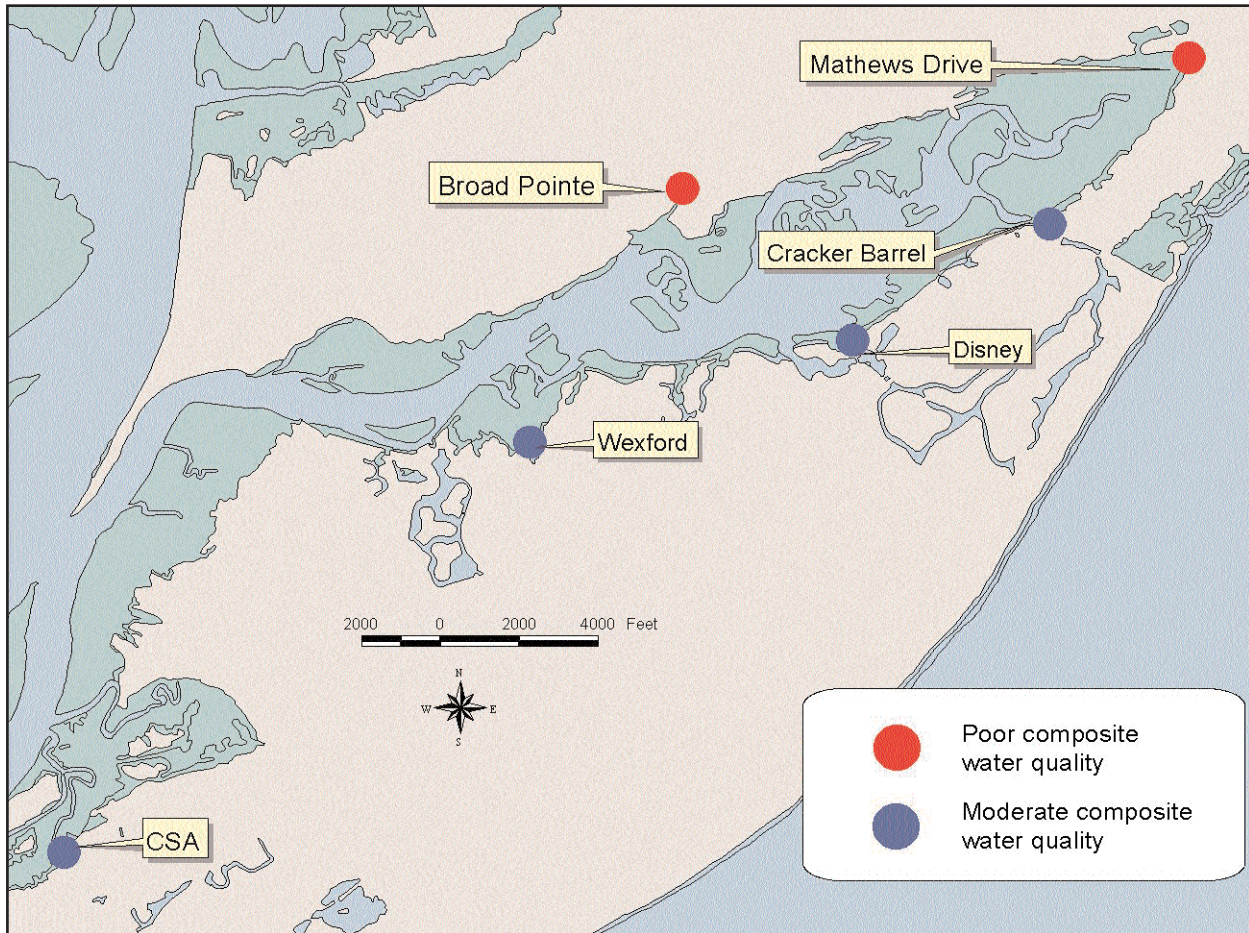 Mathews Drive
Broad Pointe
Cracker Barrel
Disney
Wexford
2000 0 2000 4000 Feet
N
W E
S
Poor composite
water quality
Moderate composite
water quality
CSA